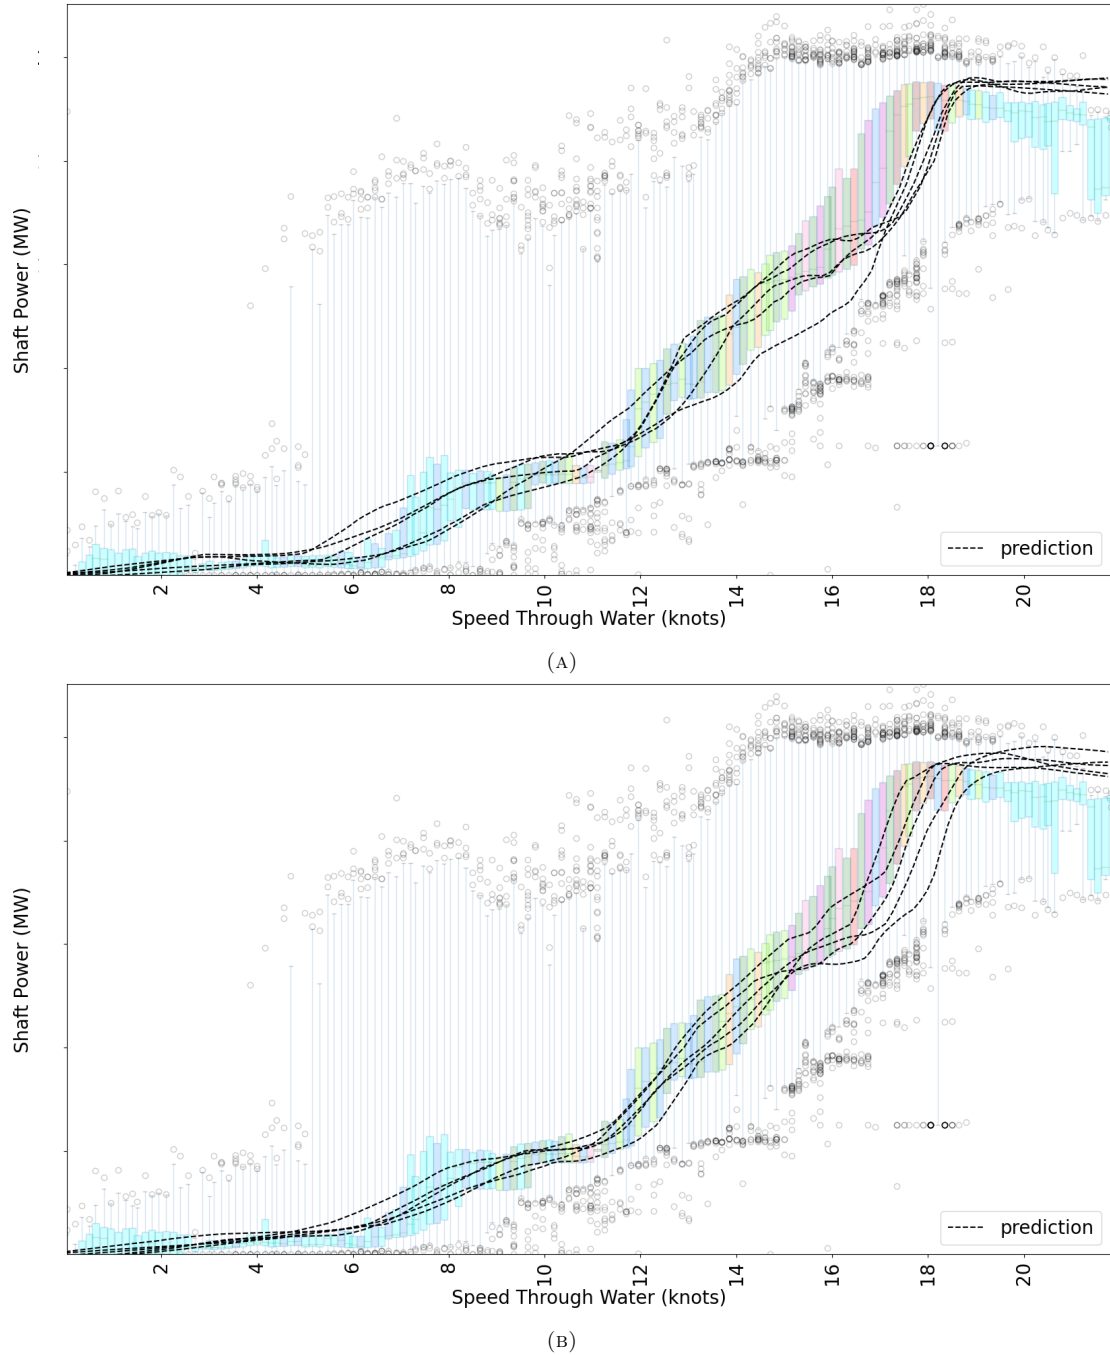 Shaft Power (MW)
prediction
2 4 6 8 10 12 14 16 18 20
Speed Through Water (knots)
(A)
Shaft Power (MW)
prediction
2 4 6 8 10 12 14 16 18 20
Speed Through Water (knots)
(B)